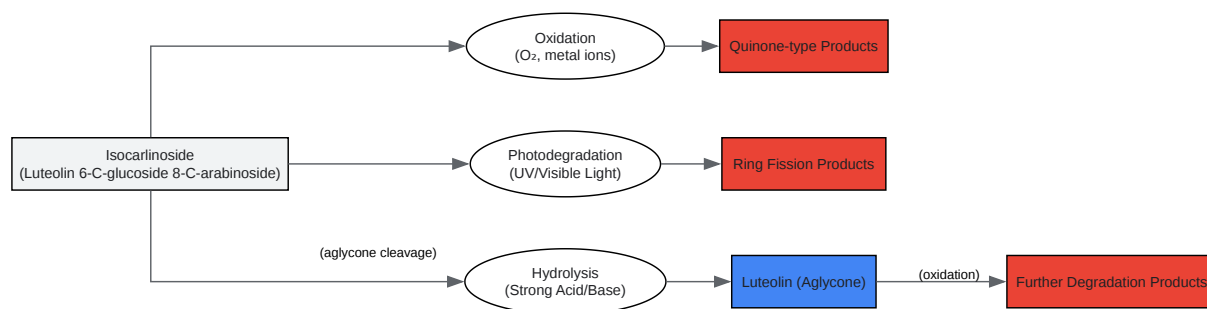 Oxidation
(O₂, metal ions)
Quinone-type Products
Isocarlinoside
(Luteolin 6-C-glucoside 8-C-arabinoside)
Photodegradation
(UV/Visible Light)
Ring Fission Products
(aglycone cleavage)
Hydrolysis
(Strong Acid/Base)
Luteolin (Aglycone)
(oxidation)
Further Degradation Products